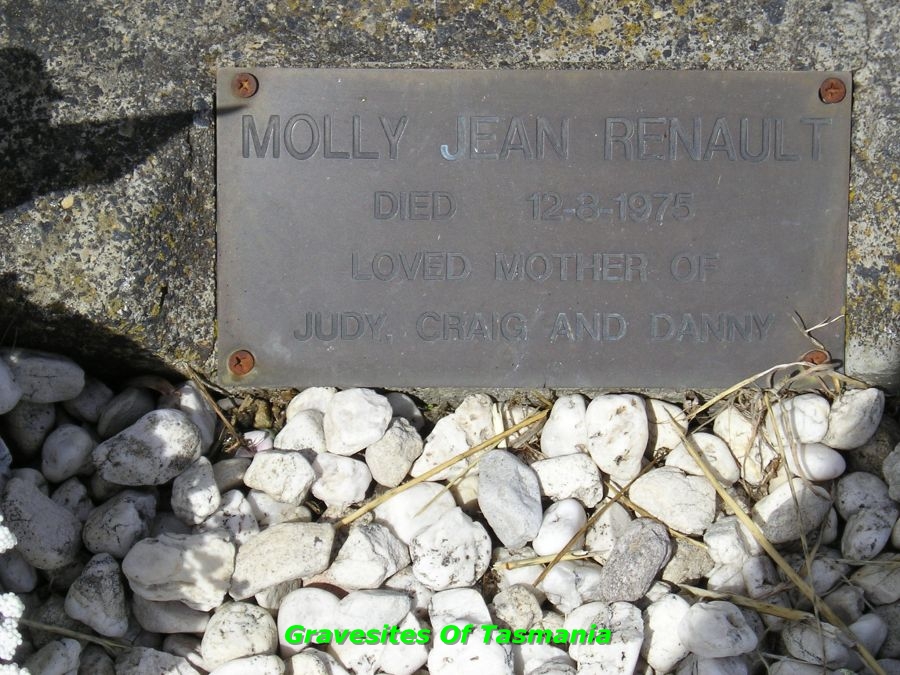 MOLLY JEAN RENAULT
DIED 12-8-1975
LOVED MOTHER OF
JUDY, CRAIG AND DANNY
Gravesites Of Tasmania